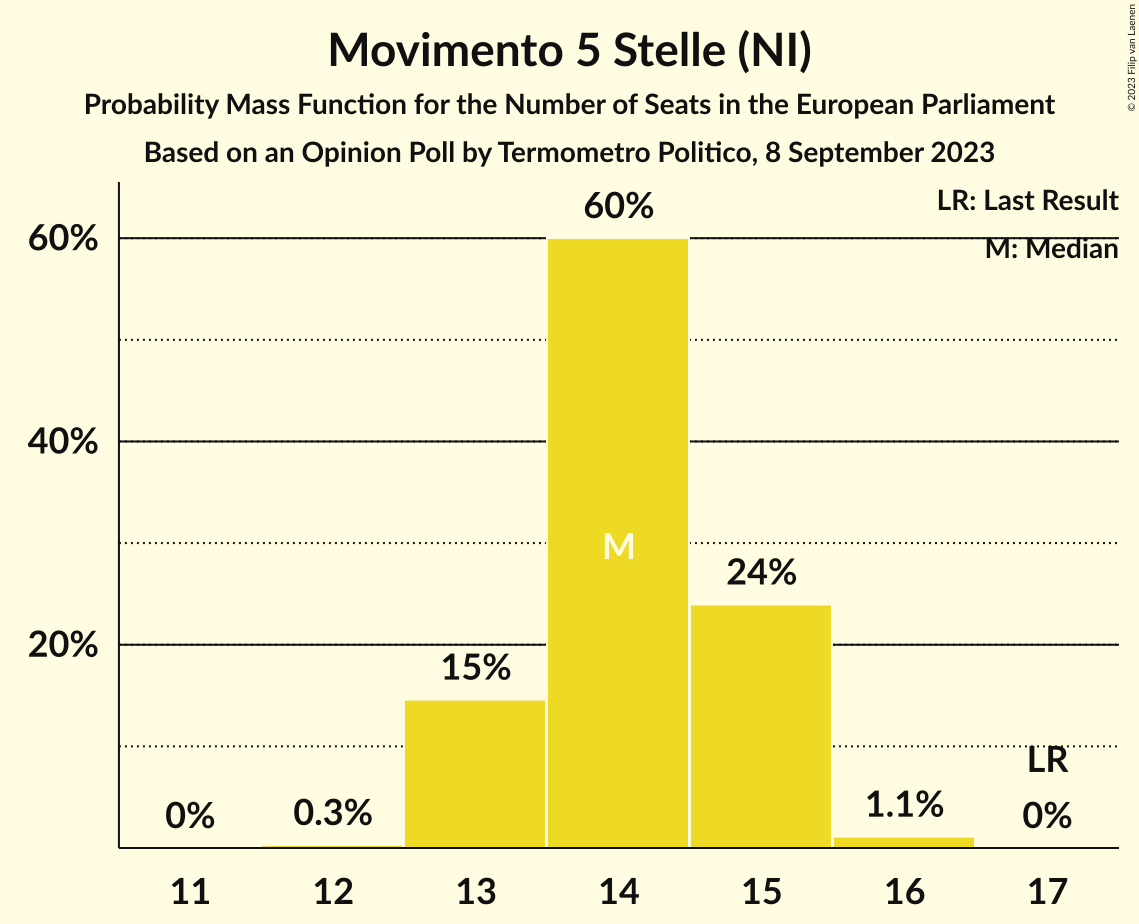 Movimento 5 Stelle (NI)
Probability Mass Function for the Number of Seats in the European Parliament
Based on an Opinion Poll by Termometro Politico, 8 September 2023
© 2023 Filip van Laenen
LR: Last Result
M: Median
60%
40%
20%
0%
0.3%
15%
60%
M
24%
1.1%
LR
0%
11
12
13
14
15
16
17